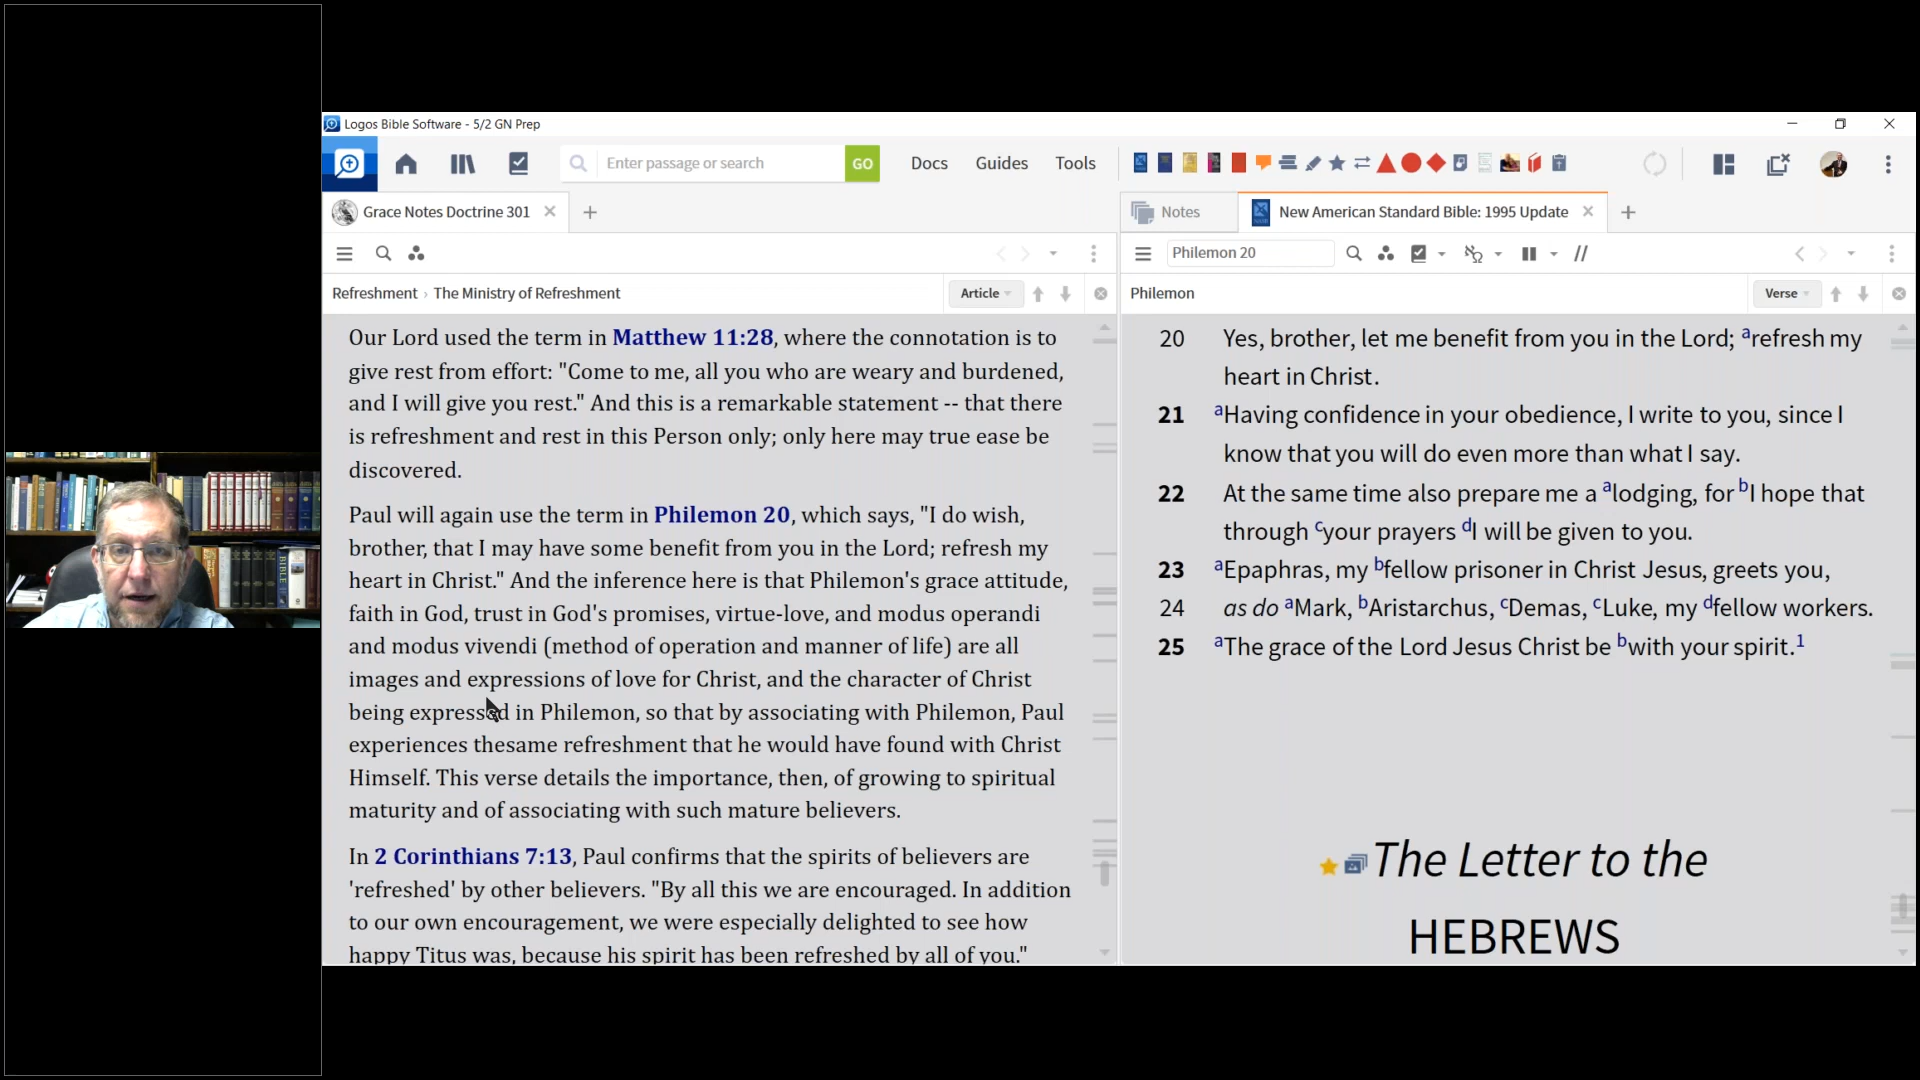 Logos Bible Software - 5/2 GN Prep
Enter passage or search
GO
Docs
Guides
Tools
Grace Notes Doctrine 301
Refreshment › The Ministry of Refreshment
Article
Our Lord used the term in Matthew 11:28, where the connotation is to
give rest from effort: "Come to me, all you who are weary and burdened,
and I will give you rest." And this is a remarkable statement -- that there
is refreshment and rest in this Person only; only here may true ease be
discovered.
Paul will again use the term in Philemon 20, which says, "I do wish,
brother, that I may have some benefit from you in the Lord; refresh my
heart in Christ." And the inference here is that Philemon's grace attitude,
faith in God, trust in God's promises, virtue-love, and modus operandi
and modus vivendi (method of operation and manner of life) are all
images and expressions of love for Christ, and the character of Christ
being expressed in Philemon, so that by associating with Philemon, Paul
experiences thesame refreshment that he would have found with Christ
Himself. This verse details the importance, then, of growing to spiritual
maturity and of associating with such mature believers.
In 2 Corinthians 7:13, Paul confirms that the spirits of believers are
'refreshed' by other believers. "By all this we are encouraged. In addition
to our own encouragement, we were especially delighted to see how
happy Titus was, because his spirit has been refreshed by all of you."
Notes
New American Standard Bible: 1995 Update
Philemon 20
Philemon
Verse
20 Yes, brother, let me benefit from you in the Lord; a refresh my
heart in Christ.
21 a Having confidence in your obedience, I write to you, since I
know that you will do even more than what I say.
22 At the same time also prepare me a a lodging, for b I hope that
through c your prayers d I will be given to you.
23 a Epaphras, my b fellow prisoner in Christ Jesus, greets you,
24 as do a Mark, b Aristarchus, c Demas, c Luke, my d fellow workers.
25 a The grace of the Lord Jesus Christ be b with your spirit.1
The Letter to the
HEBREWS
BIBLE